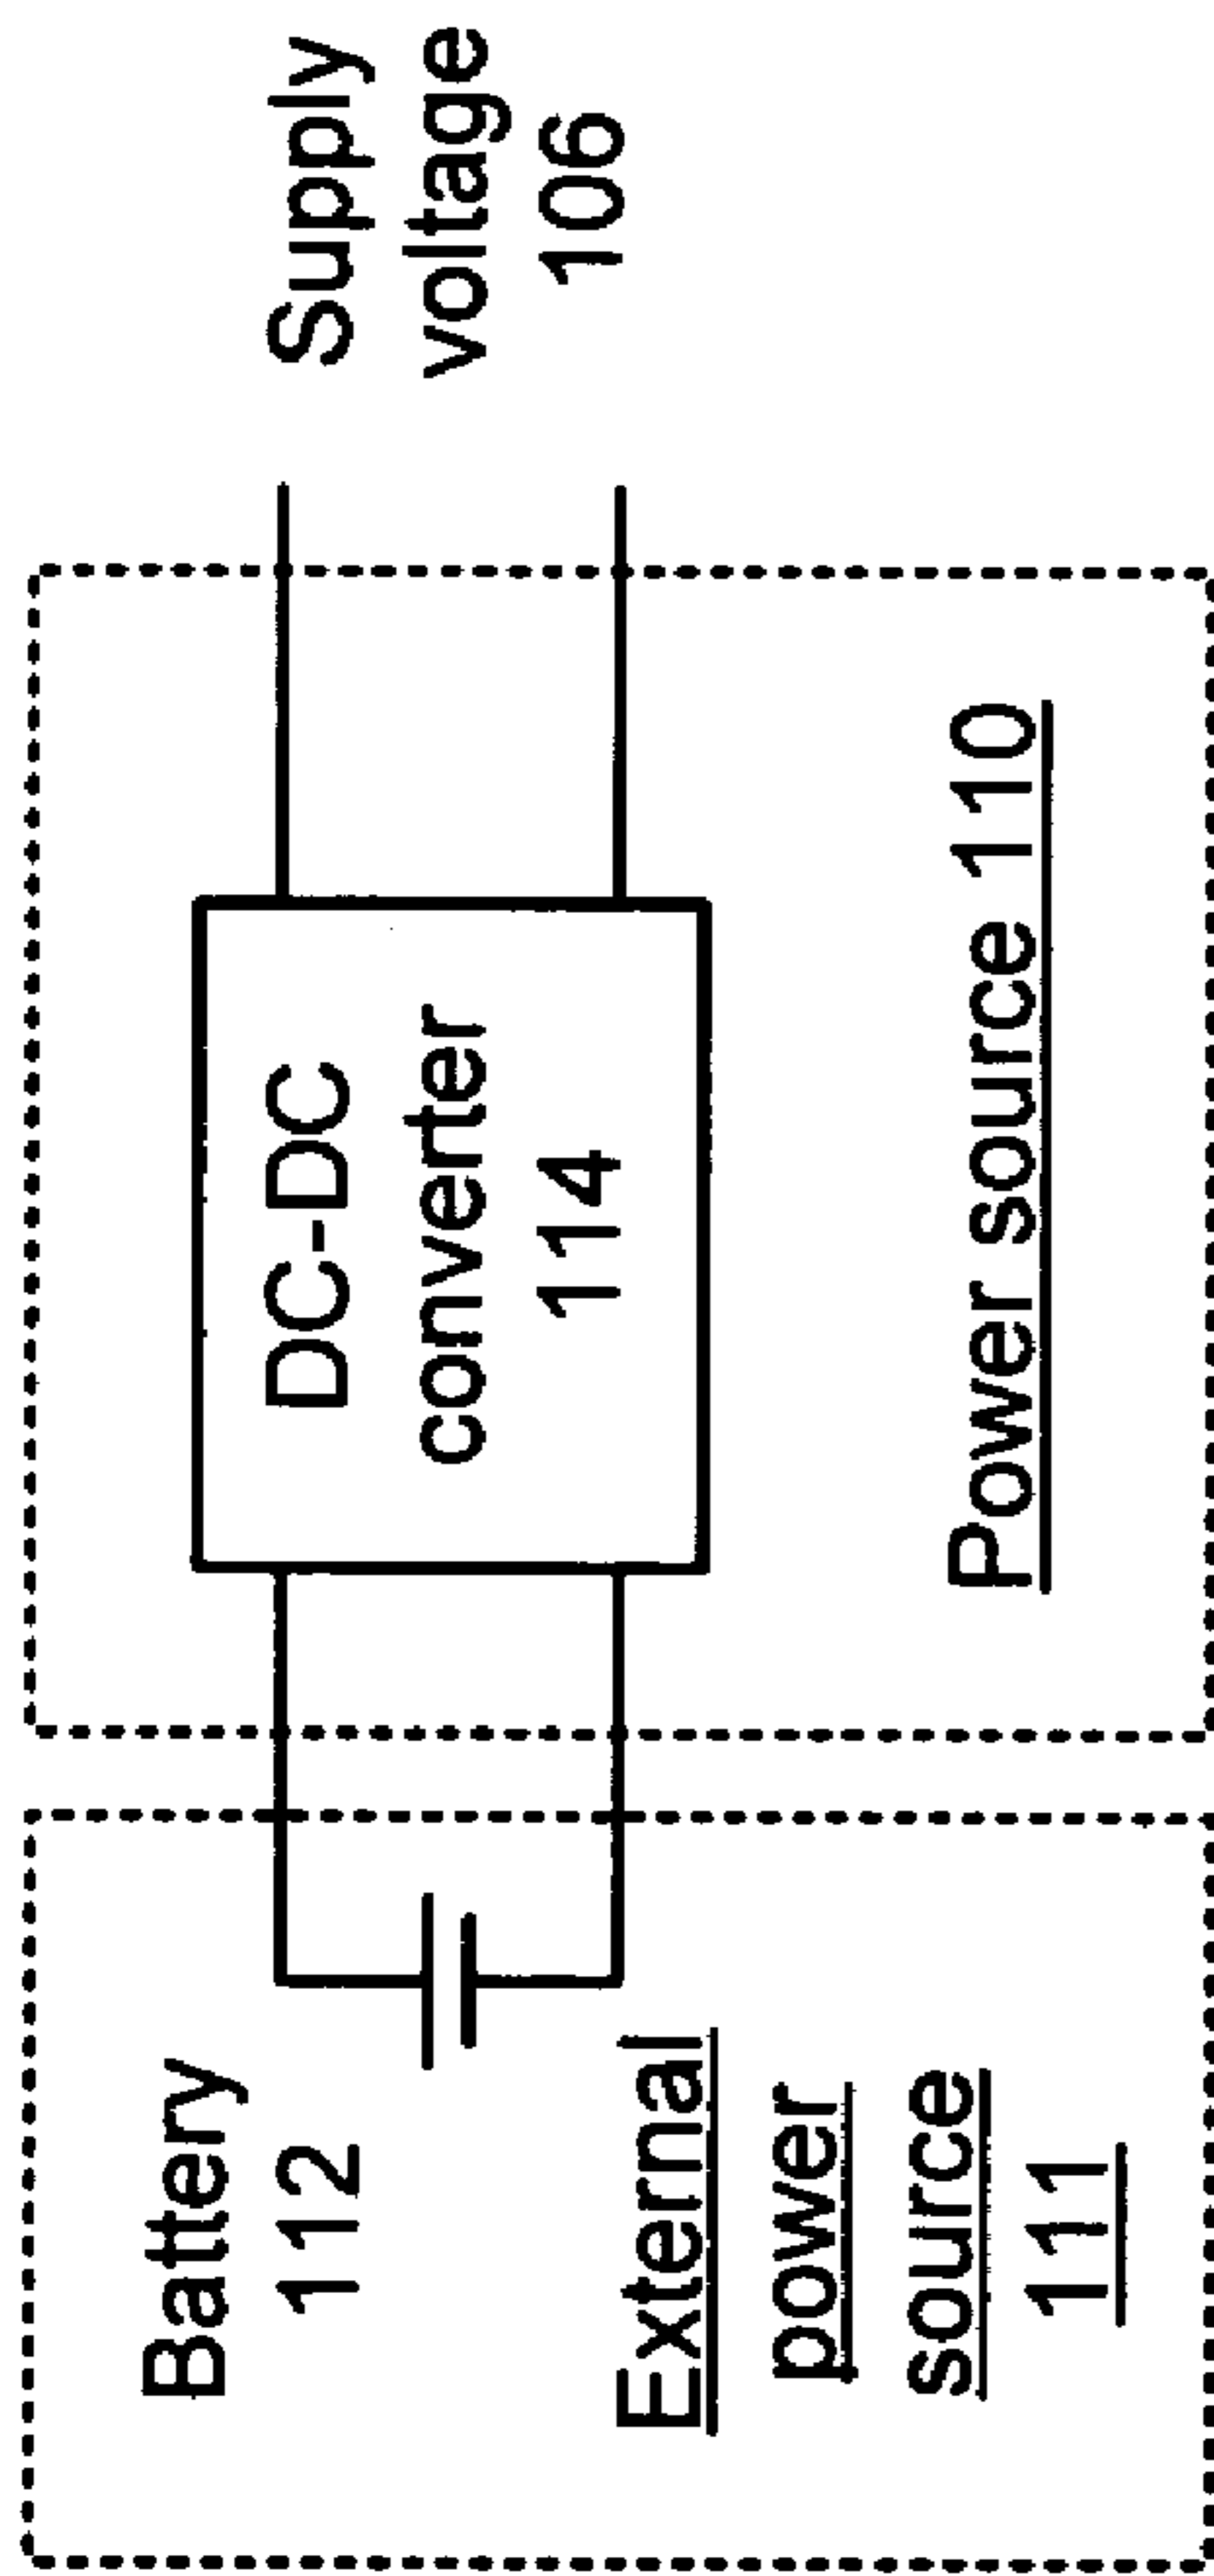 Battery
112
External
power
source
111
DC-DC
converter
114
Power source 110
Supply
voltage
106